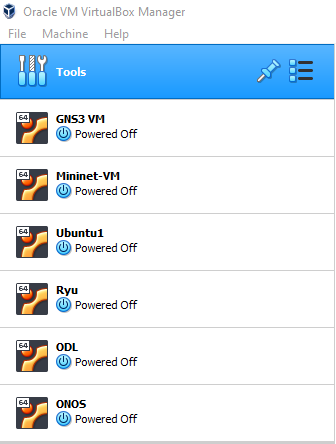 Oracle VM VirtualBox Manager
File Machine Help
Tools
64
GNS3 VM
Powered Off
64
Mininet-VM
Powered Off
64
Ubuntu1
Powered Off
64
Ryu
Powered Off
64
ODL
Powered Off
64
ONOS
Powered Off